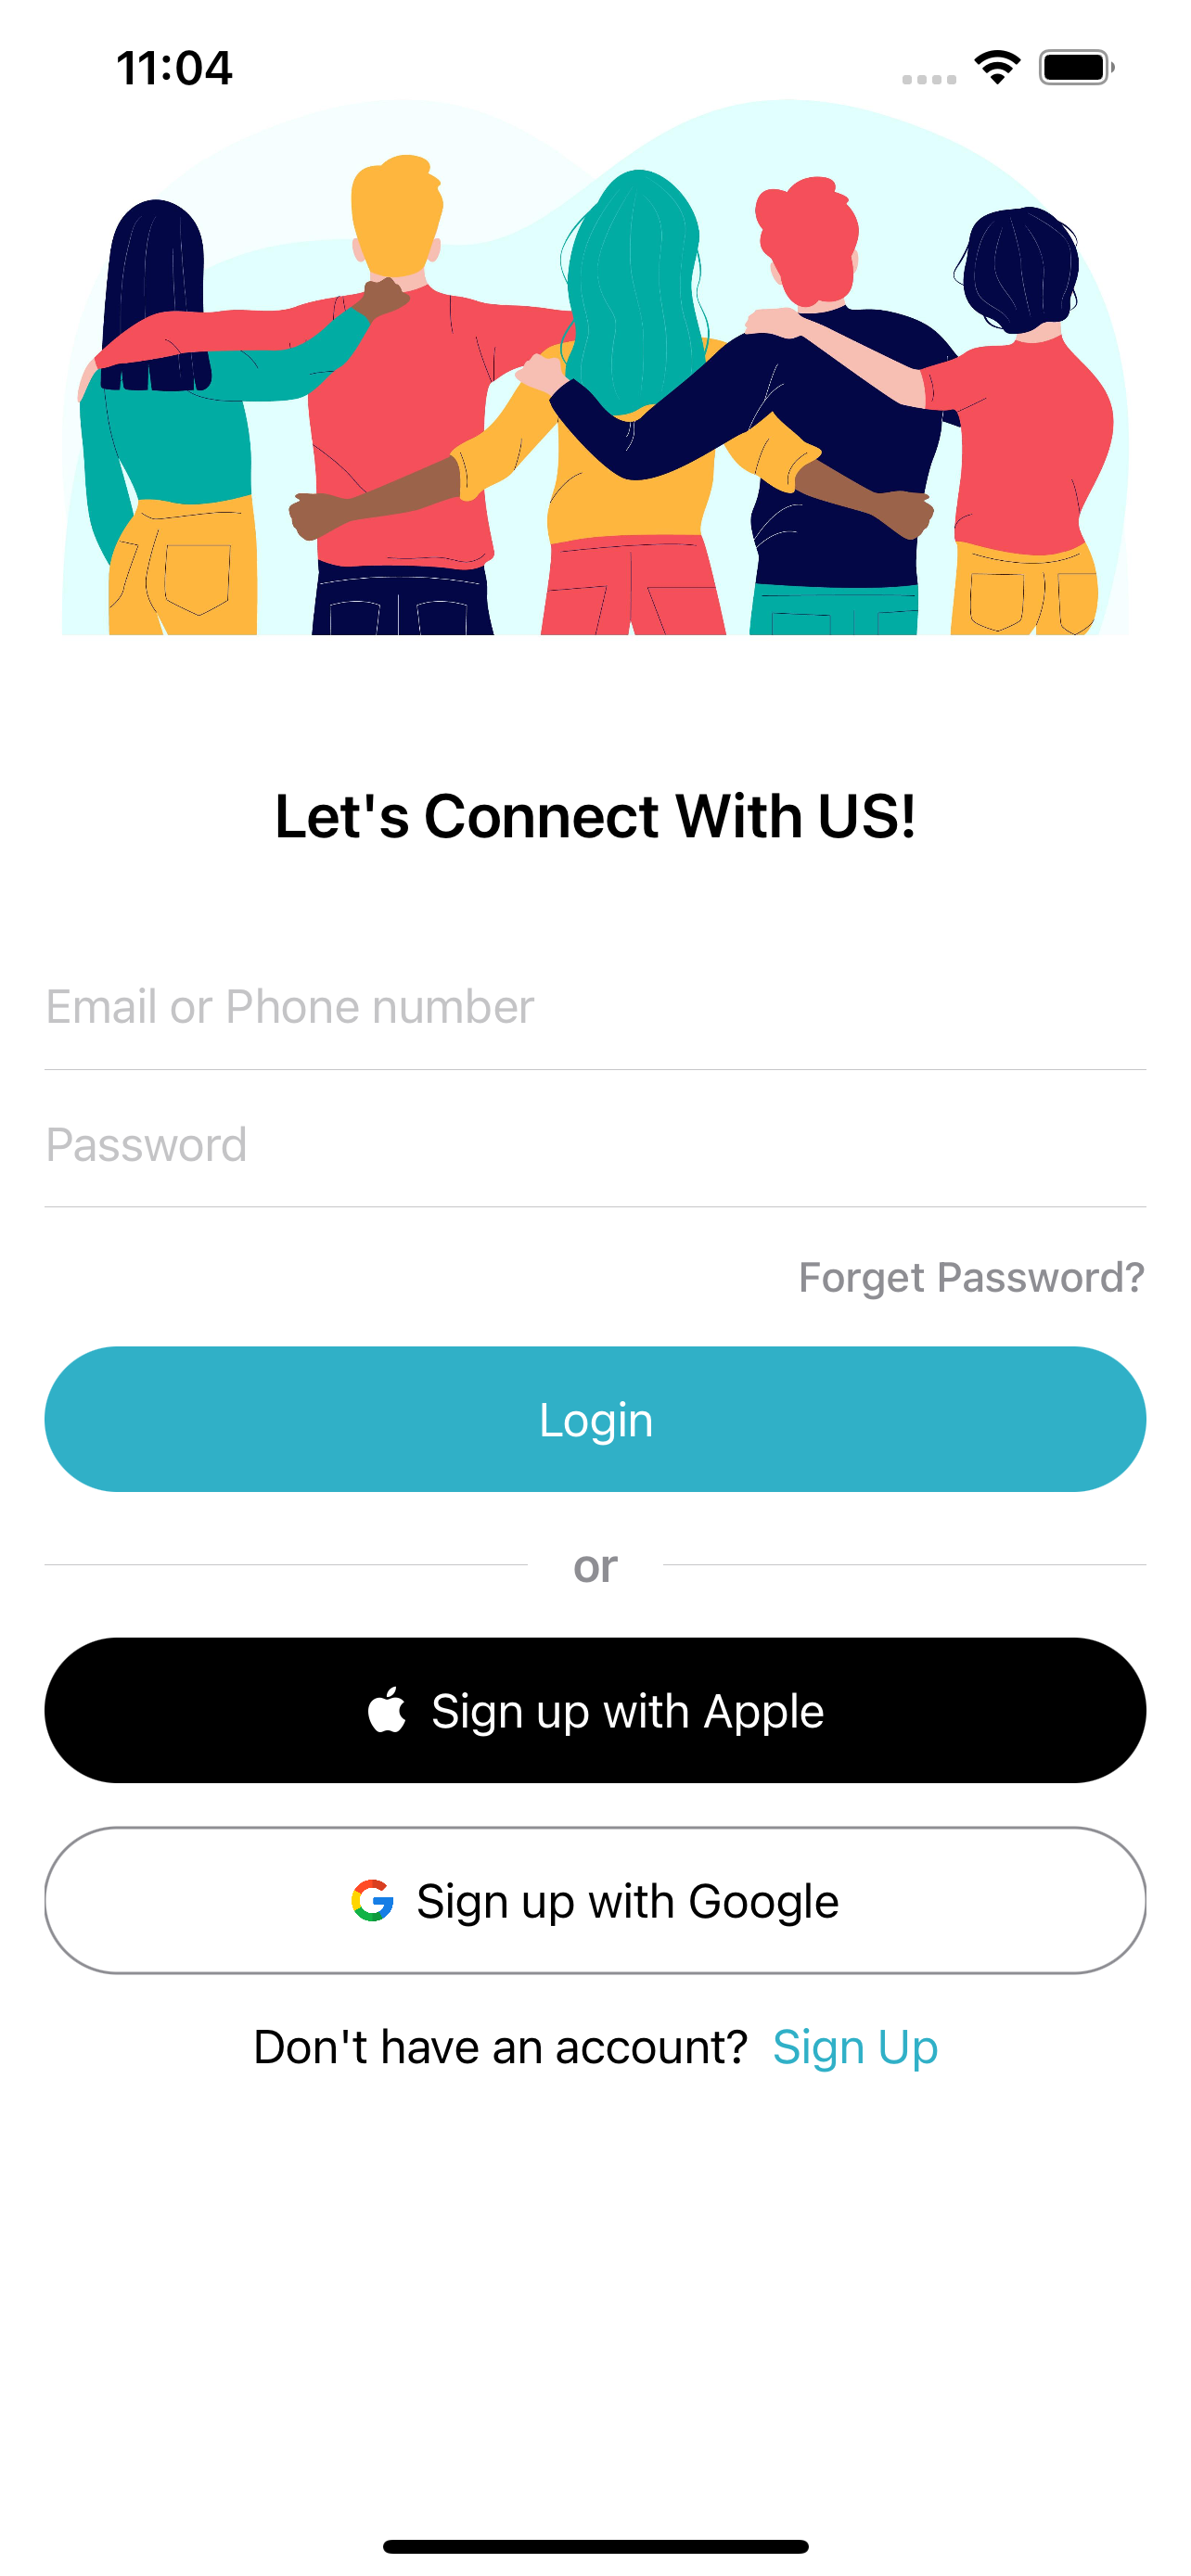 11:04
Let's Connect With US!
Email or Phone number
Password
Forget Password?
Login
or
Sign up with Apple
Sign up with Google
Don't have an account? Sign Up